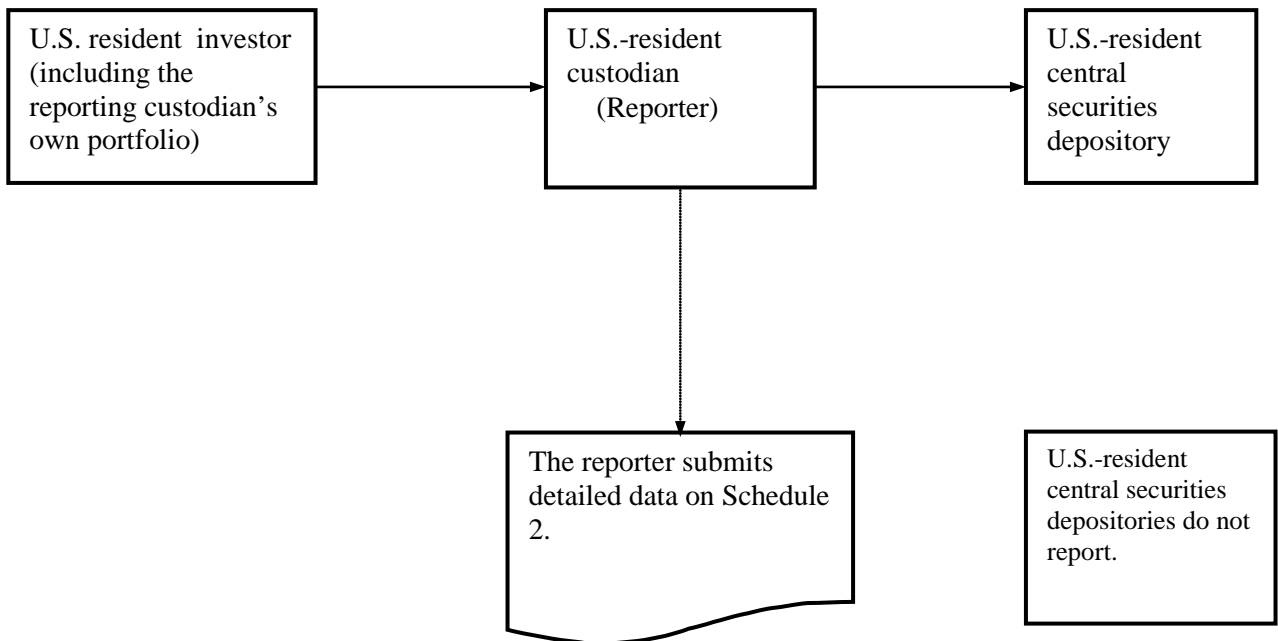 U.S. resident investor
(including the
reporting custodian’s
own portfolio)
U.S.-resident
custodian
(Reporter)
U.S.-resident
central
securities
depository
The reporter submits
detailed data on Schedule
2.
U.S.-resident
central securities
depositories do not
report.